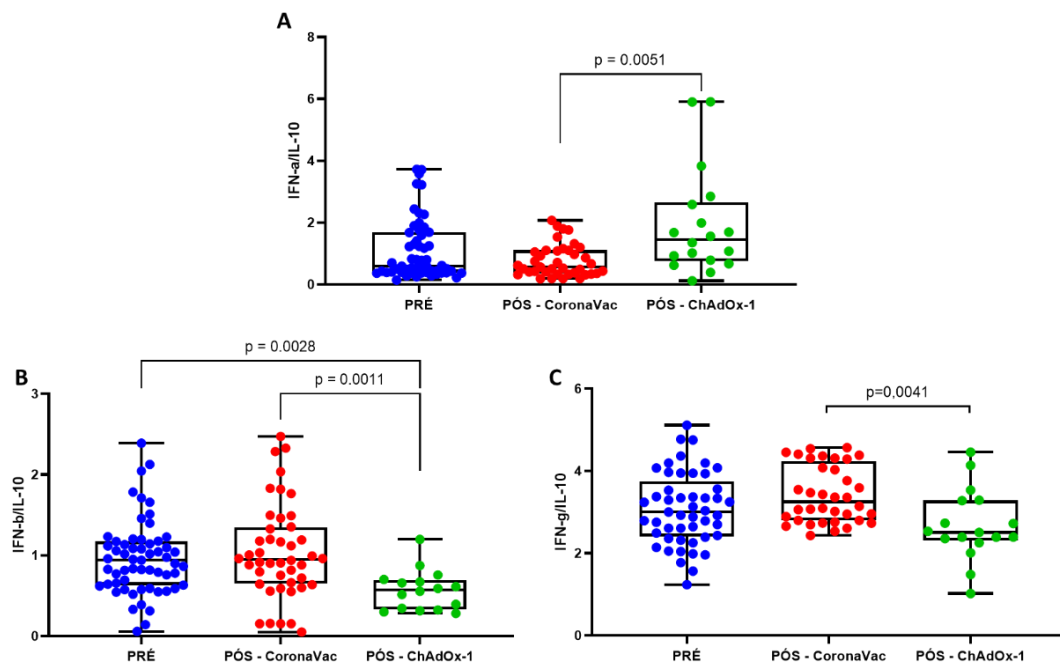 A
8
6
4
2
0
IFN-a/IL-10
p = 0.0051
PRÉ
PÓS - CoronaVac
PÓS - ChAdOx-1
B
3
2
1
0
IFN-b/IL-10
p = 0.0028
p = 0.0011
PRÉ
PÓS - CoronaVac
PÓS - ChAdOx-1
C
6
4
2
0
IFN-g/IL-10
p=0,0041
PRÉ
PÓS - CoronaVac
PÓS - ChAdOx-1